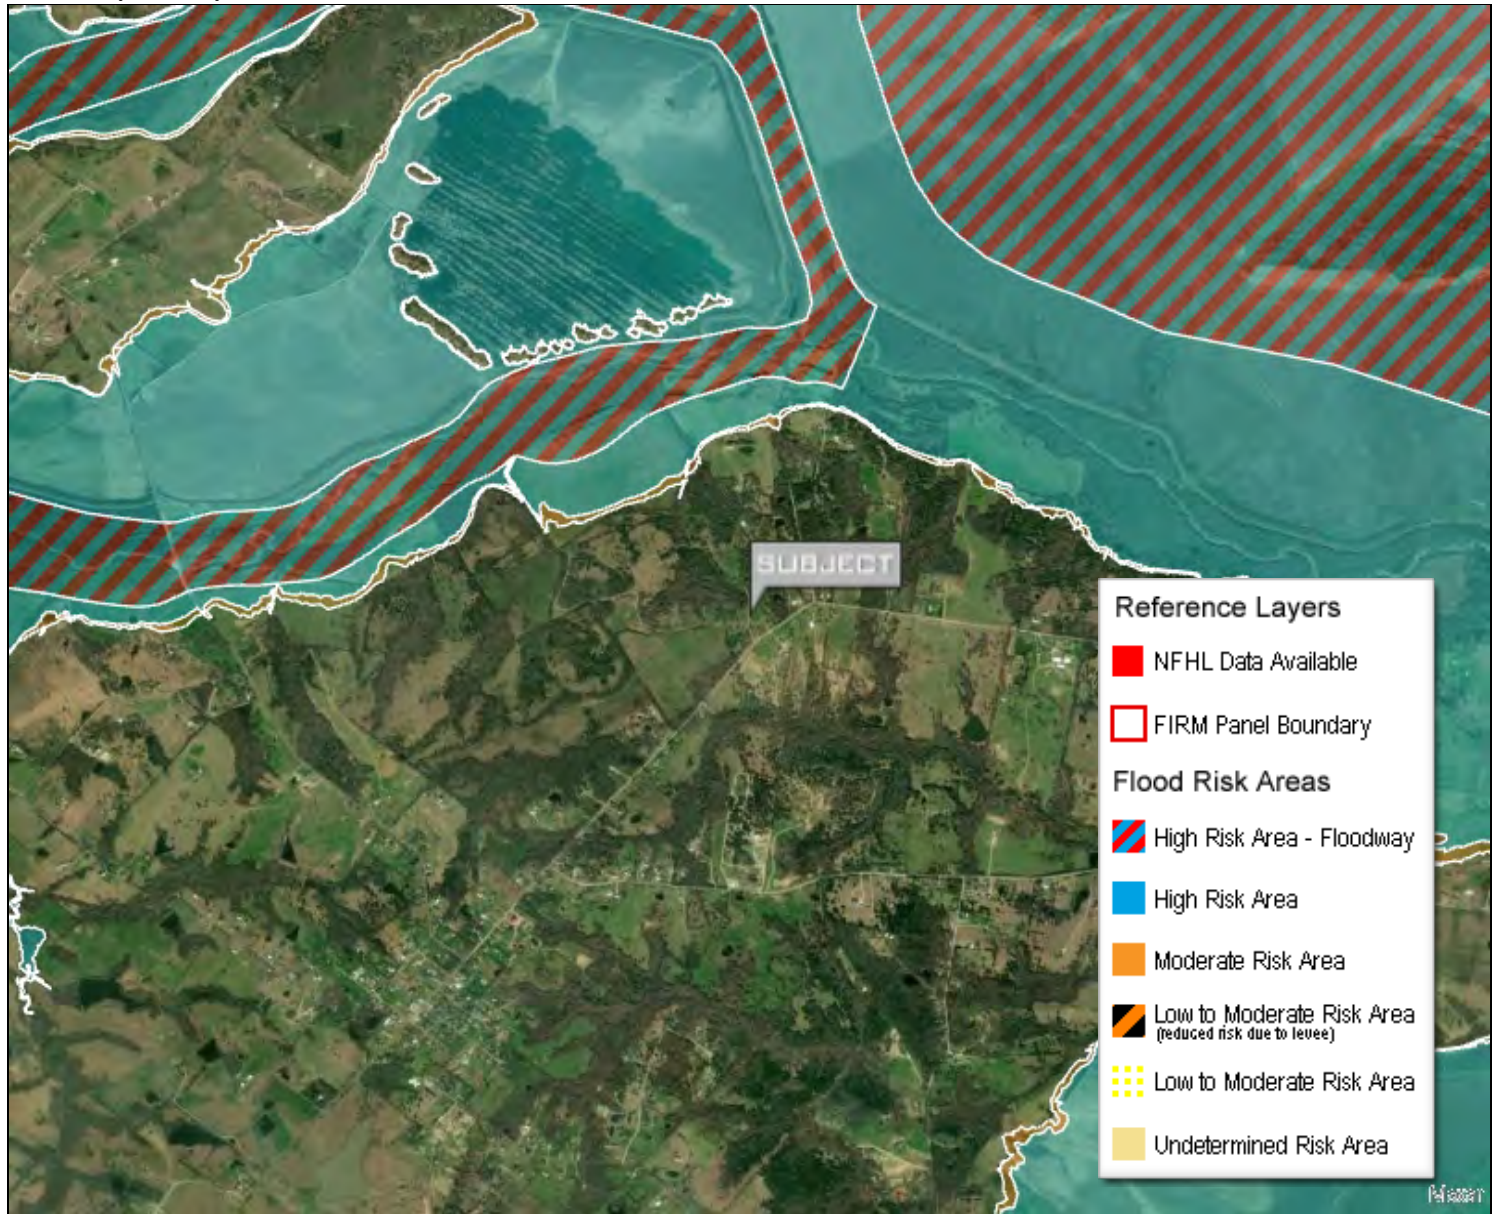 SUBJECT
Reference Layers
NFHL Data Available
FIRM Panel Boundary
Flood Risk Areas
High Risk Area - Floodway
High Risk Area
Moderate Risk Area
Low to Moderate Risk Area
(reduced risk due to levee)
Low to Moderate Risk Area
Undetermined Risk Area
Maxar